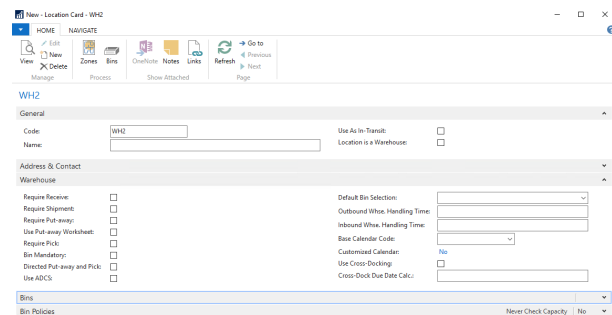 New - Location Card - WH2
HOME NAVIGATE
View
Edit
New
Delete
Manage
Zones
Bins
Process
OneNote
Notes
Links
Show Attached
Refresh
Go to
Previous
Next
Page
WH2
General
Code: WH2
Name:
Use As In-Transit:
Location is a Warehouse:
Address & Contact
Warehouse
Require Receive:
Require Shipment:
Require Put-away:
Use Put-away Worksheet:
Require Pick:
Bin Mandatory:
Directed Put-away and Pick:
Use ADCS:
Default Bin Selection:
Outbound Whse. Handling Time:
Inbound Whse. Handling Time:
Base Calendar Code:
Customized Calendar: No
Use Cross-Docking:
Cross-Dock Due Date Calc.:
Bins
Bin Policies Never Check Capacity No